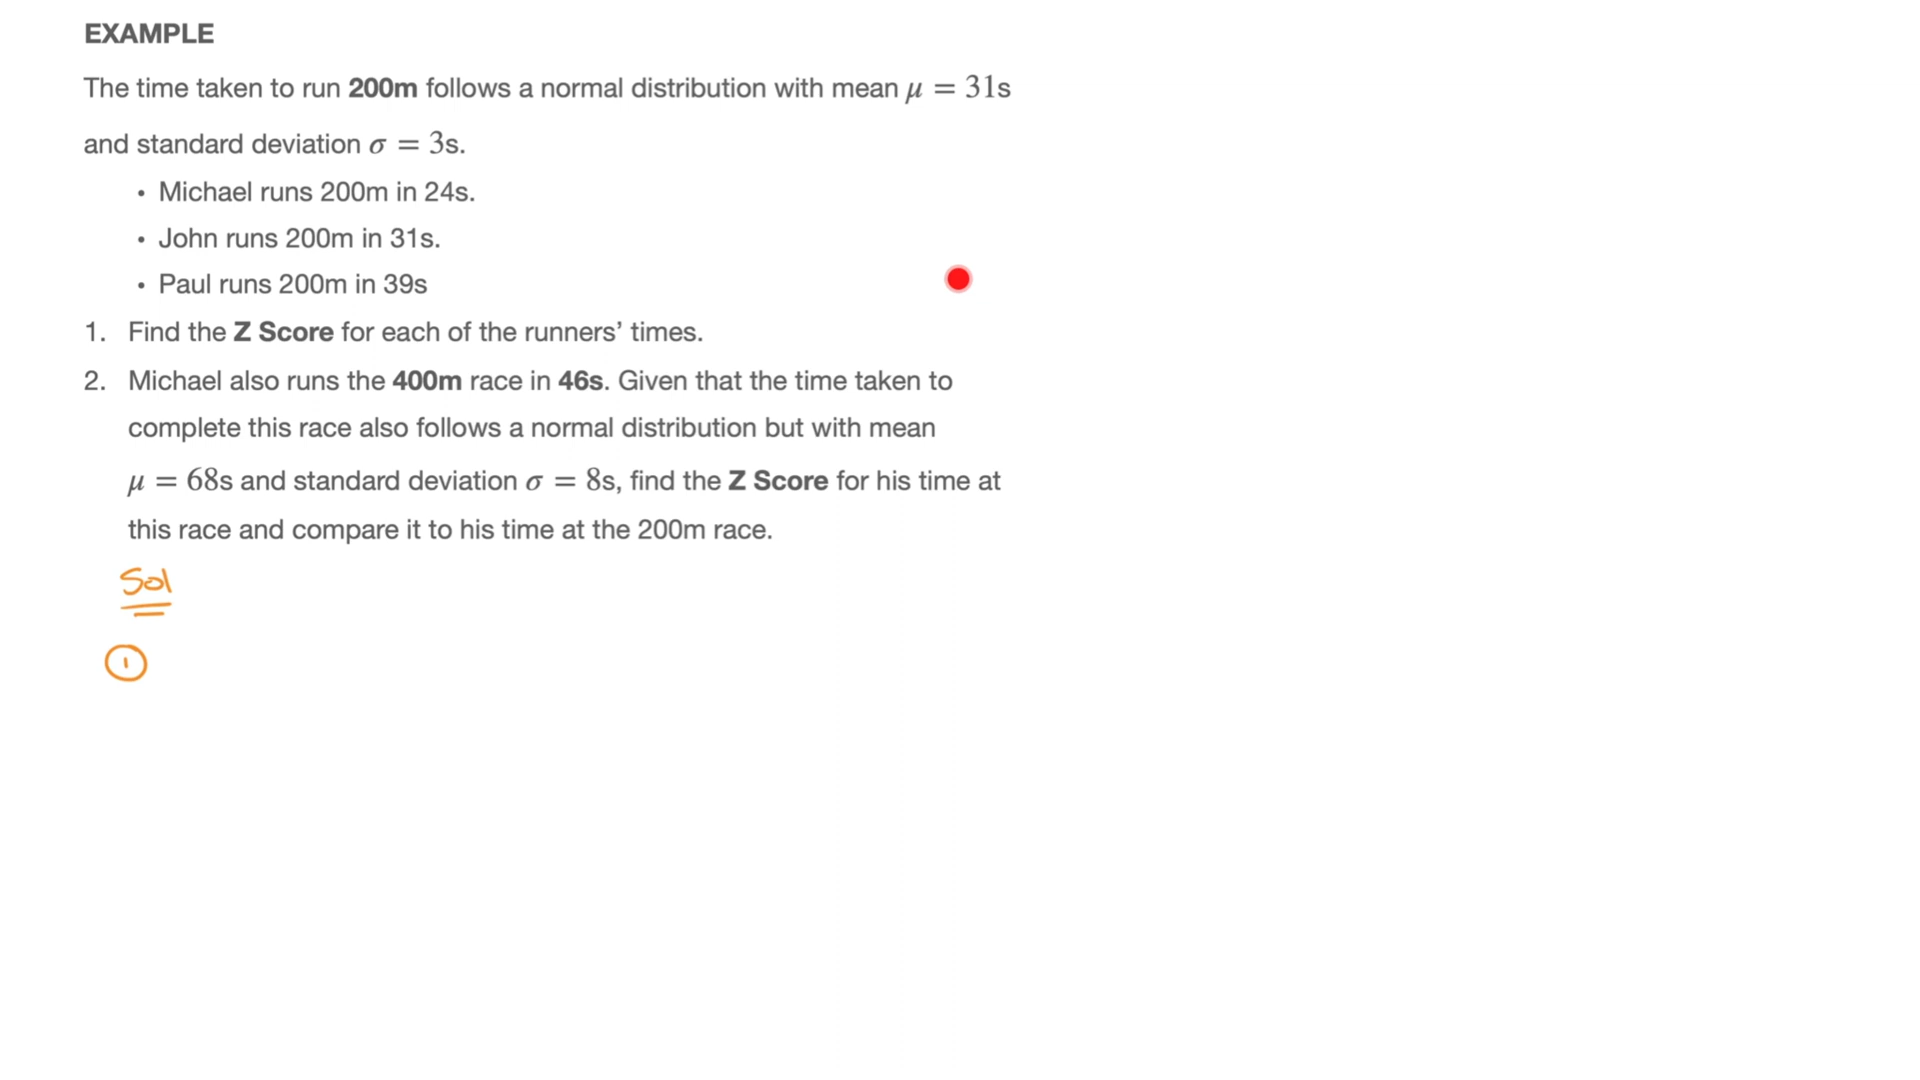 EXAMPLE
The time taken to run 200m follows a normal distribution with mean μ = 31s
and standard deviation σ = 3s.
• Michael runs 200m in 24s.
• John runs 200m in 31s.
• Paul runs 200m in 39s
1. Find the Z Score for each of the runners’ times.
2. Michael also runs the 400m race in 46s. Given that the time taken to
complete this race also follows a normal distribution but with mean
μ = 68s and standard deviation σ = 8s, find the Z Score for his time at
this race and compare it to his time at the 200m race.
Sol
1